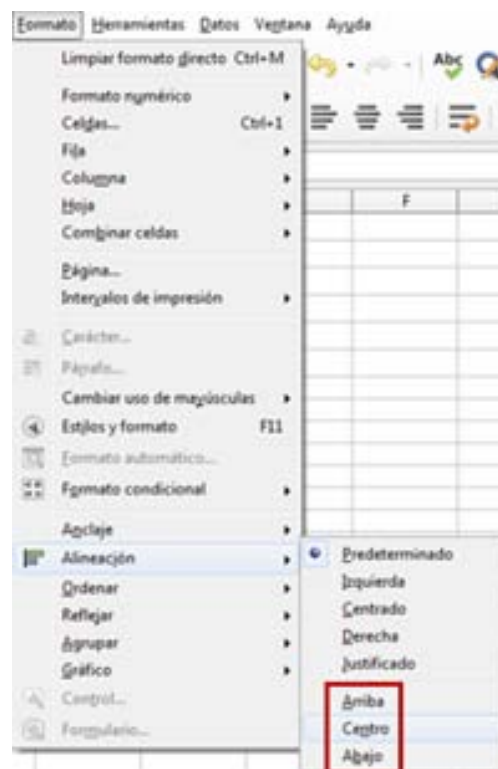 Formato Herramientas Datos Ventana Ayuda
Limpiar formato directo Ctrl+M
Abc
Formato numérico
Celdas... Ctrl+1
Fila
Columna
Hoja
F
Combinar celdas
Página...
Intervalos de impresión
Carácter...
Párrafo...
Cambiar uso de mayúsculas
Estilos y formato F11
Formato automático...
Formato condicional
Anclaje
Alineación
Predeterminado
Ordenar
Izquierda
Reflejar
Centrado
Agrupar
Derecha
Gráfico
Justificado
Control...
Arriba
Formulario...
Centro
Abajo